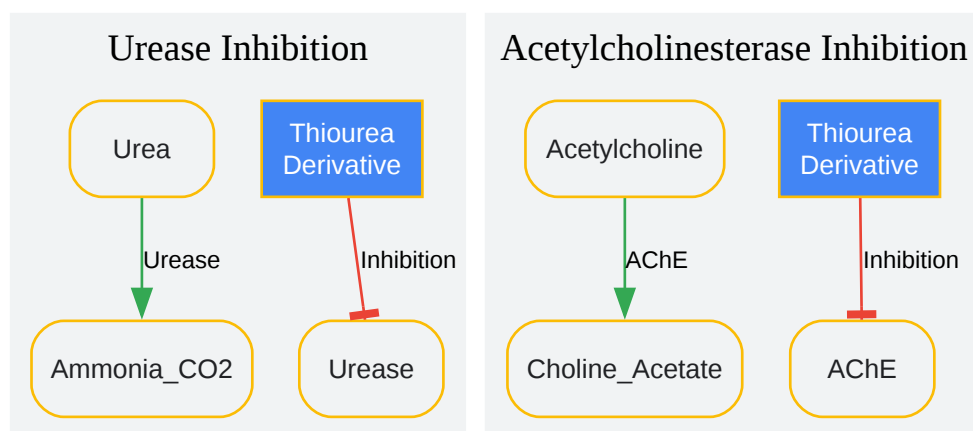 Urease Inhibition
Urea
Thiourea
Derivative
Urease
Inhibition
Ammonia_CO2
Urease
Acetylcholinesterase Inhibition
Acetylcholine
Thiourea
Derivative
AChE
Inhibition
Choline_Acetate
AChE